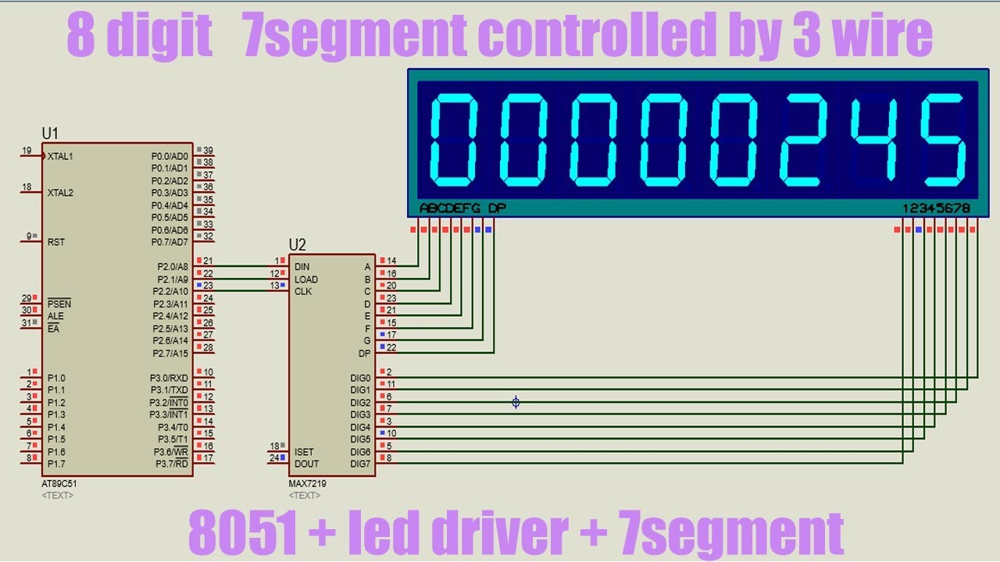 8 digit 7segment controlled by 3 wire
00000245
ABCDEFG DP
12345678
U1
19 XTAL1
18 XTAL2
9 RST
29 PSEN
30 ALE
31 EA
1 P1.0
2 P1.1
3 P1.2
4 P1.3
5 P1.4
6 P1.5
7 P1.6
8 P1.7
P0.0/AD0 39
P0.1/AD1 38
P0.2/AD2 37
P0.3/AD3 36
P0.4/AD4 35
P0.5/AD5 34
P0.6/AD6 33
P0.7/AD7 32
P2.0/A8 21
P2.1/A9 22
P2.2/A10 23
P2.3/A11 24
P2.4/A12 25
P2.5/A13 26
P2.6/A14 27
P2.7/A15 28
P3.0/RXD 10
P3.1/TXD 11
P3.2/INT0 12
P3.3/INT1 13
P3.4/T0 14
P3.5/T1 15
P3.6/WR 16
P3.7/RD 17
AT89C51
<TEXT>
U2
1 DIN
12 LOAD
13 CLK
18 ISET
24 DOUT
A 14
B 16
C 20
D 23
E 21
F 15
G 17
DP 22
DIG0 2
DIG1 11
DIG2 6
DIG3 7
DIG4 3
DIG5 10
DIG6 5
DIG7 8
MAX7219
<TEXT>
8051 + led driver + 7segment